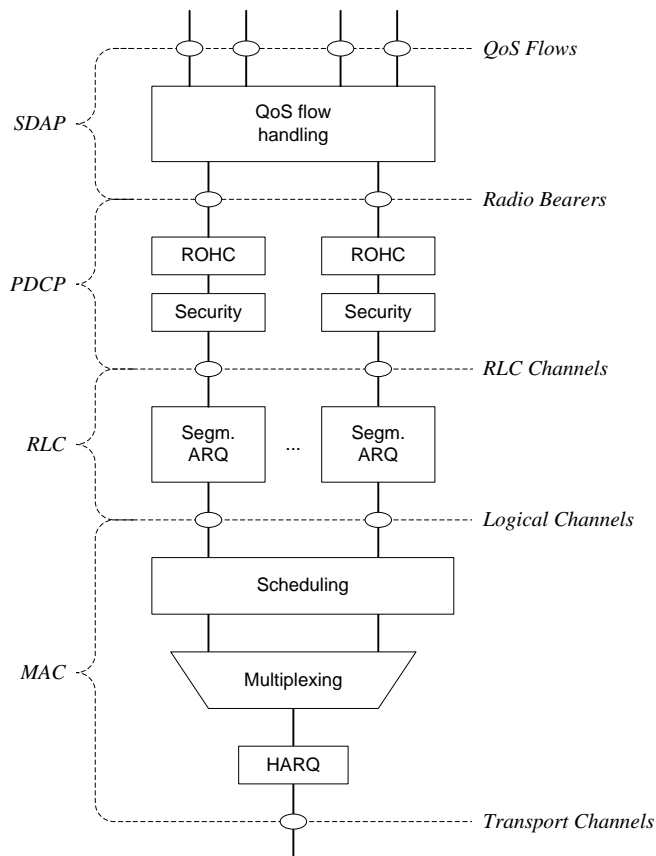 QoS Flows
QoS flow
handling
SDAP
Radio Bearers
ROHC
ROHC
PDCP
Security
Security
RLC Channels
Segm.
ARQ
...
Segm.
ARQ
RLC
Logical Channels
Scheduling
MAC
Multiplexing
HARQ
Transport Channels